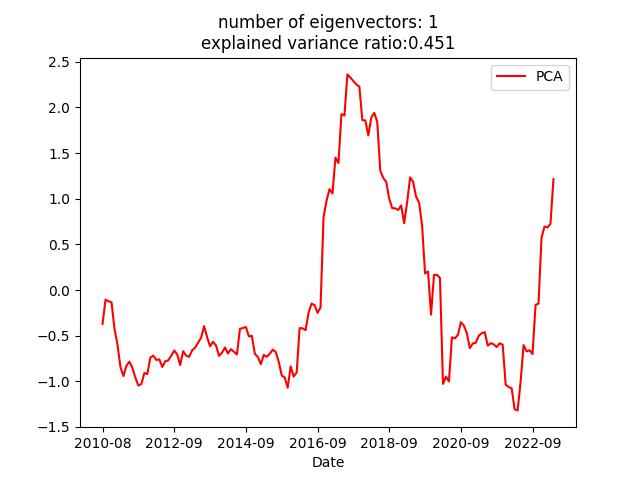 number of eigenvectors: 1
explained variance ratio:0.451
PCA
2.5
2.0
1.5
1.0
0.5
0.0
−0.5
−1.0
−1.5
2010-08 2012-09 2014-09 2016-09 2018-09 2020-09 2022-09
Date